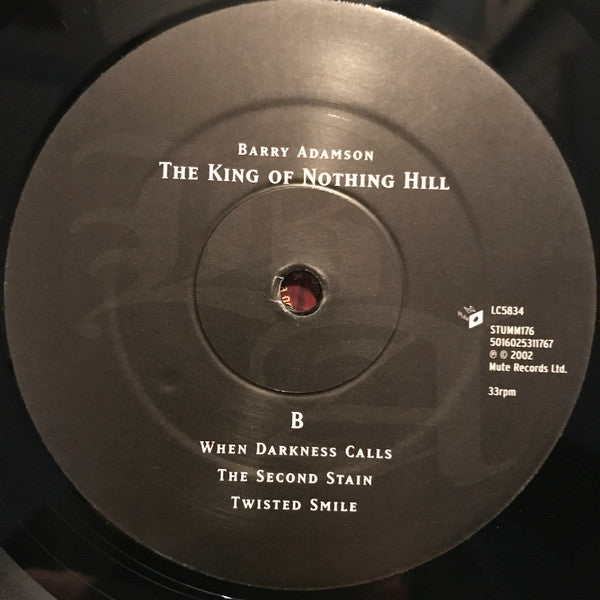 Barry Adamson
The King of Nothing Hill
LC5834
STUMM176
5016025311767
℗ © 2002
Mute Records Ltd.
33rpm
B
When Darkness Calls
The Second Stain
Twisted Smile